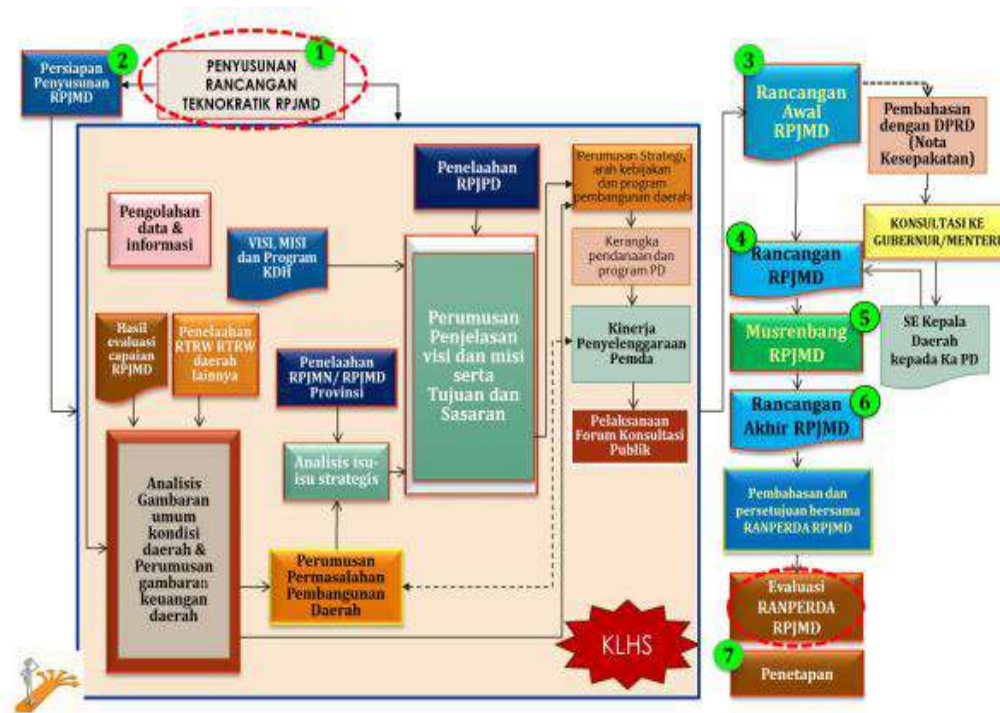 1
PENYUSUNAN
RANCANGAN
TEKNOKRATIK RPJMD
2
Persiapan
Penyusunan
RPJMD
3
Rancangan
Awal
RPJMD
Pembahasan
dengan DPRD
(Nota
Kesepakatan)
KONSULTASI KE
GUBERNUR/MENTERI
SE Kepala
Daerah
kepada Ka PD
4
Rancangan
RPJMD
5
Musrenbang
RPJMD
6
Rancangan
Akhir RPJMD
Pembahasan dan
persetujuan bersama
RANPERDA RPJMD
Evaluasi
RANPERDA
RPJMD
7
Penetapan
Pengolahan
data &
informasi
VISI, MISI
dan Program
KDH
Penelaahan
RPJPD
Perumusan Strategi,
arah kebijakan
dan program
pembangunan daerah
Kerangka
pendanaan dan
program PD
Kinerja
Penyelenggaraan
Pemda
Pelaksanaan
Forum Konsultasi
Publik
Hasil
evaluasi
capaian
RPJMD
Penelaahan
RTRW RTRW
daerah
lainnya
Penelaahan
RPJMN/ RPJMD
Provinsi
Perumusan
Penjelasan
visi dan misi
serta
Tujuan dan
Sasaran
Analisis isu-
isu strategis
Analisis
Gambaran
umum
kondisi
daerah &
Perumusan
gambaran
keuangan
daerah
Perumusan
Permasalahan
Pembangunan
Daerah
KLHS